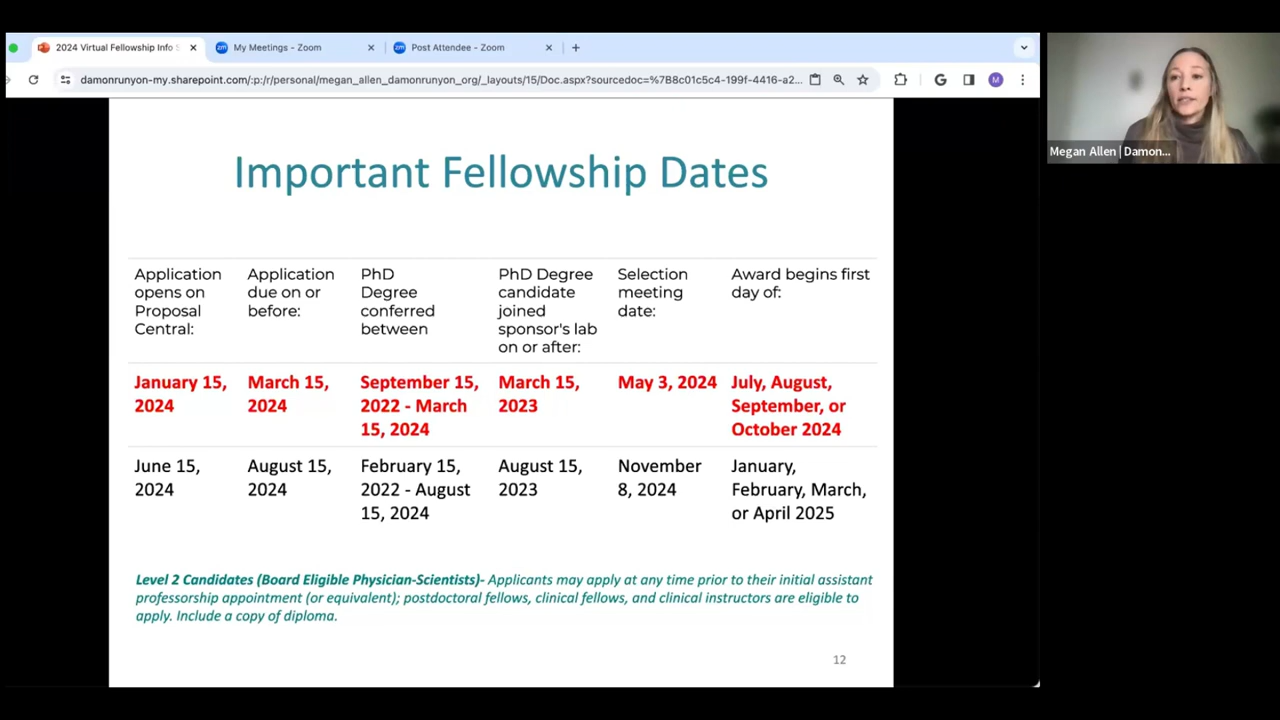 2024 Virtual Fellowship Info S
My Meetings - Zoom
Post Attendee - Zoom
damonrunyon-my.sharepoint.com/:p:/r/personal/megan_allen_damonrunyon_org/_layouts/15/Doc.aspx?sourcedoc=%7B8c01c5c4-199f-4416-a2...
M
Megan Allen | Damon...
Important Fellowship Dates
Application
opens on
Proposal
Central:
Application
due on or
before:
PhD
Degree
conferred
between
PhD Degree
candidate
joined
sponsor's lab
on or after:
Selection
meeting
date:
Award begins first
day of:
January 15,
2024
March 15,
2024
September 15,
2022 - March
15, 2024
March 15,
2023
May 3, 2024
July, August,
September, or
October 2024
June 15,
2024
August 15,
2024
February 15,
2022 - August
15, 2024
August 15,
2023
November
8, 2024
January,
February, March,
or April 2025
Level 2 Candidates (Board Eligible Physician-Scientists)- Applicants may apply at any time prior to their initial assistant
professorship appointment (or equivalent); postdoctoral fellows, clinical fellows, and clinical instructors are eligible to
apply. Include a copy of diploma.
12